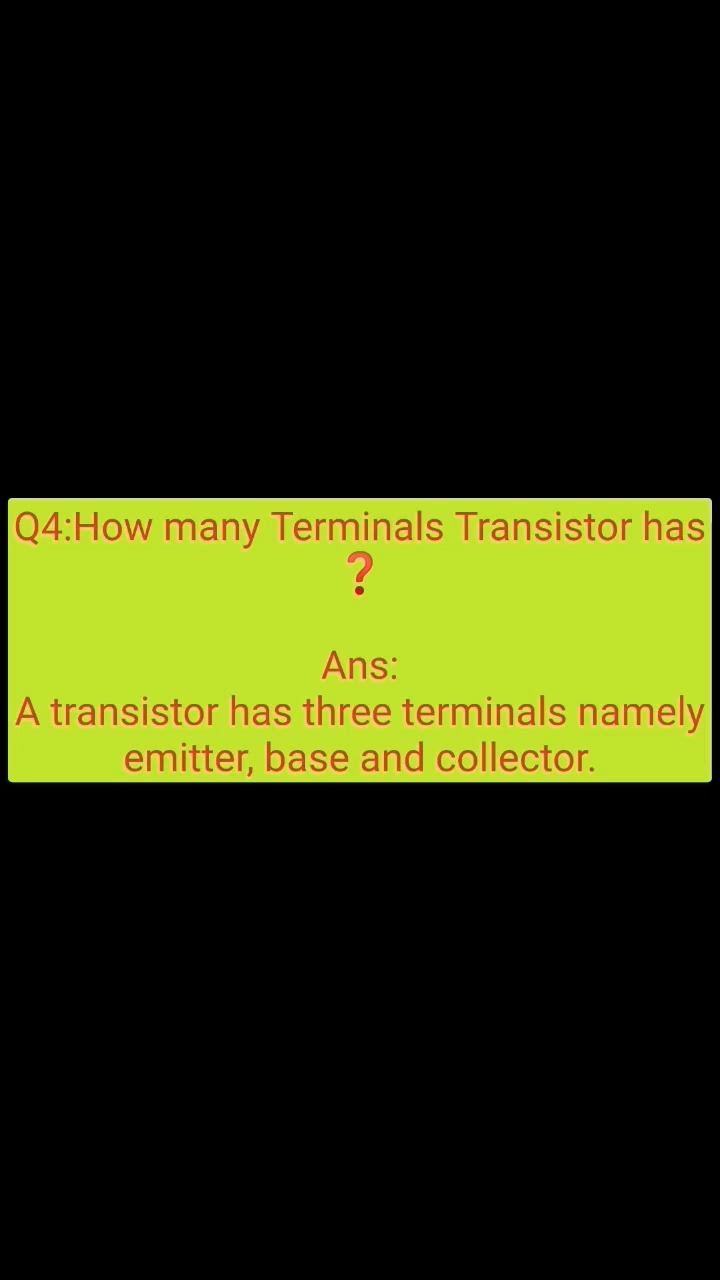 Q4:How many Terminals Transistor has
❓
Ans:
A transistor has three terminals namely
emitter, base and collector.